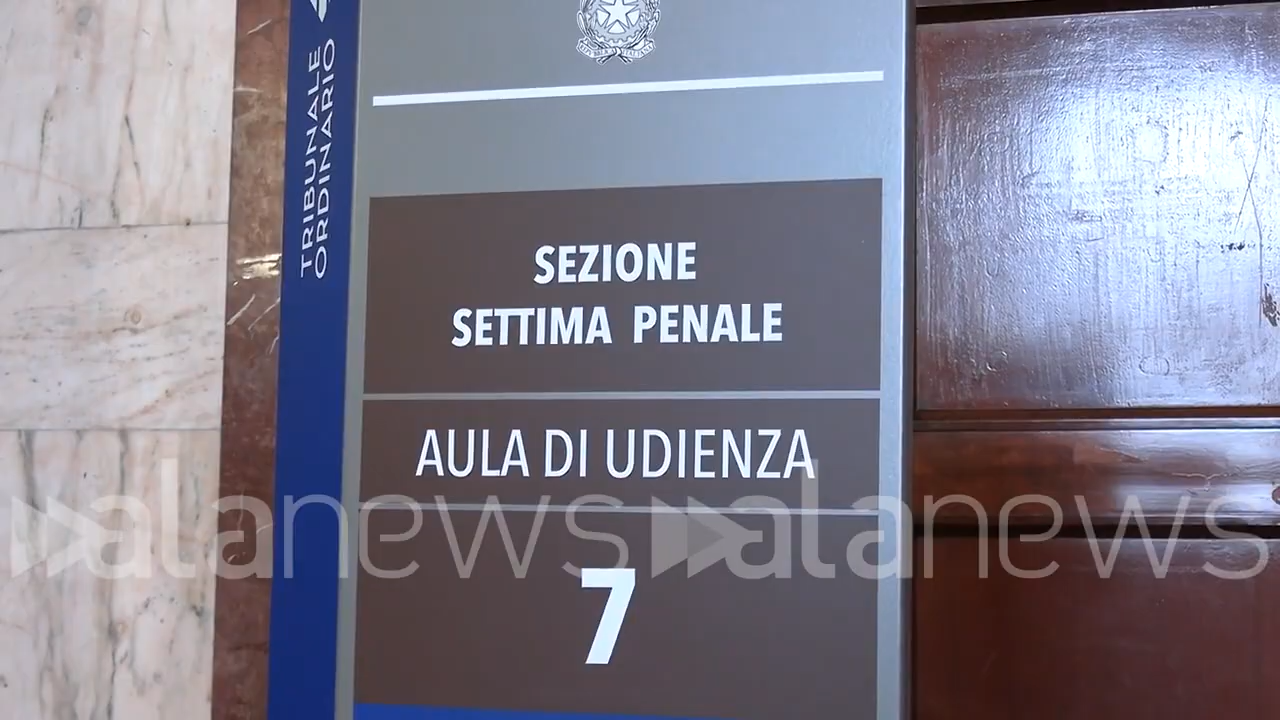 TRIBUNALE
ORDINARIO
SEZIONE
SETTIMA PENALE
AULA DI UDIENZA
7
alanews alanews